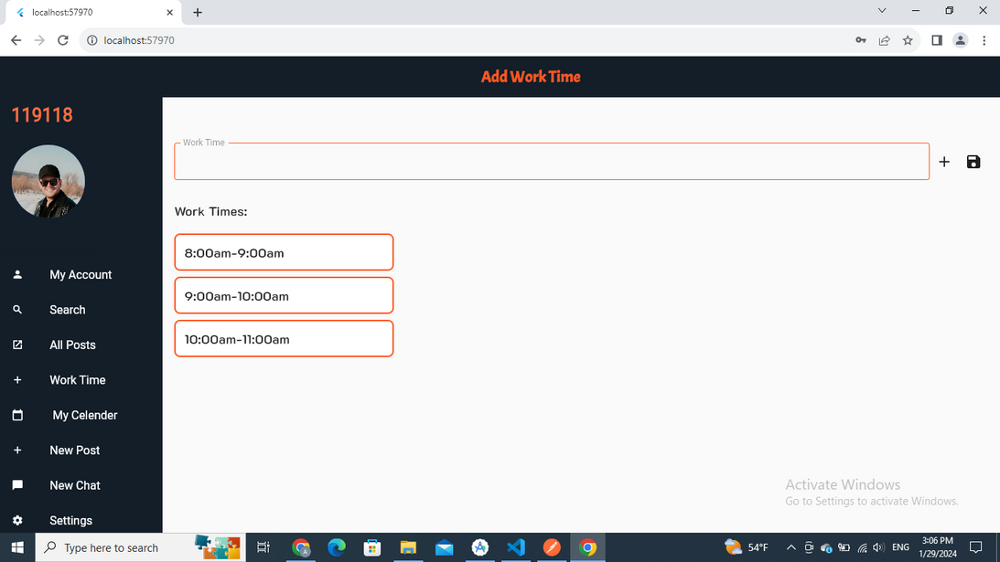 localhost:57970
localhost:57970
Add Work Time
119118
Work Time
Work Times:
8:00am-9:00am
9:00am-10:00am
10:00am-11:00am
My Account
Search
All Posts
Work Time
My Celender
New Post
New Chat
Settings
Activate Windows
Go to Settings to activate Windows.
Type here to search
54°F
ENG
3:06 PM
1/29/2024